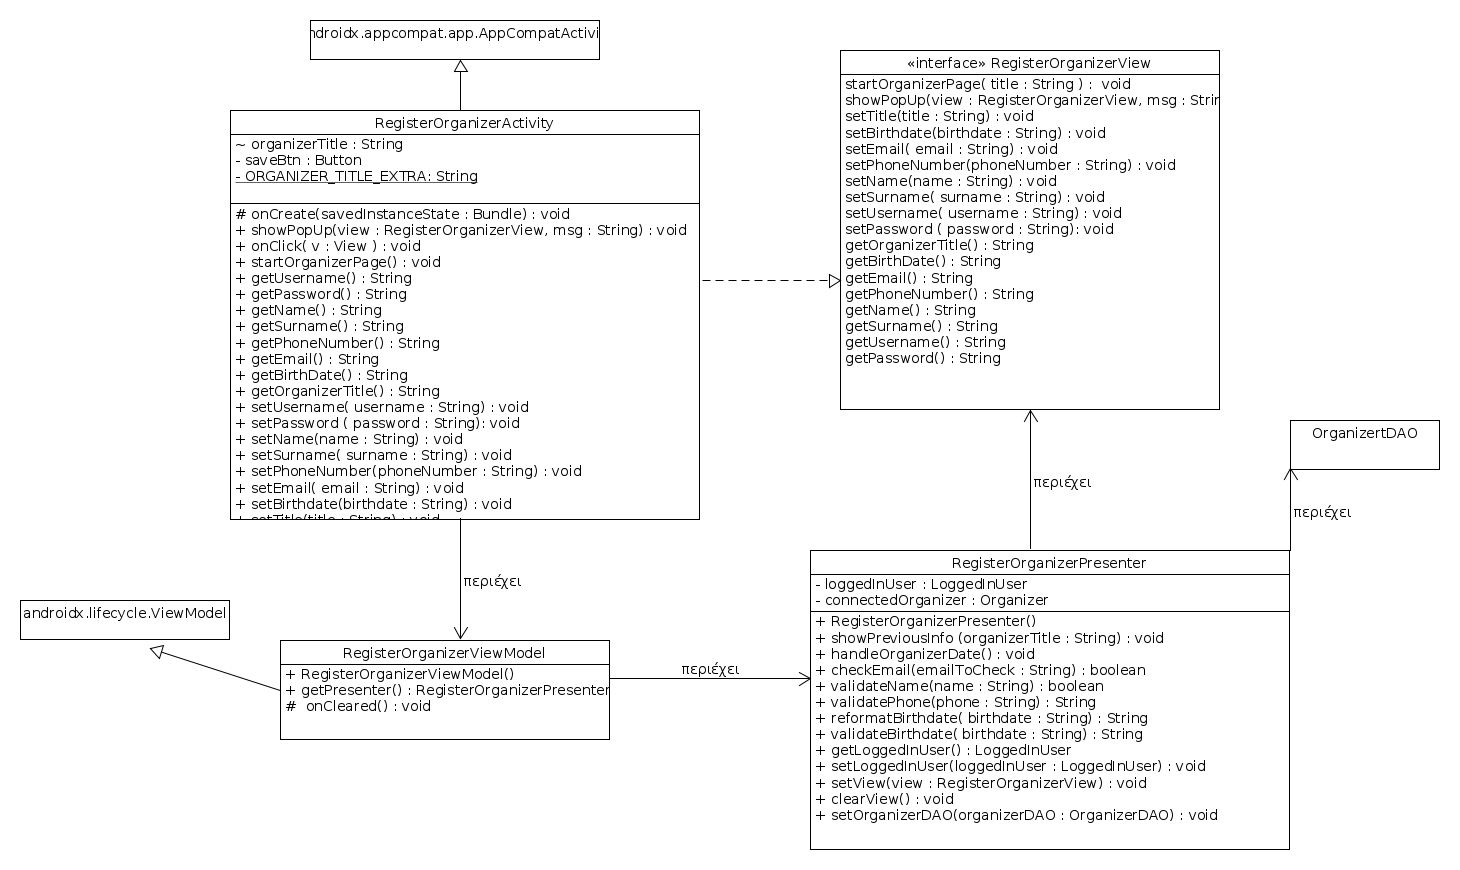 ndroidx.appcompat.app.AppCompatActivi
RegisterOrganizerActivity
~ organizerTitle : String
- saveBtn : Button
- ORGANIZER_TITLE_EXTRA: String
# onCreate(savedInstanceState : Bundle) : void
+ showPopUp(view : RegisterOrganizerView, msg : String) : void
+ onClick( v : View ) : void
+ startOrganizerPage() : void
+ getUsername() : String
+ getPassword() : String
+ getName() : String
+ getSurname() : String
+ getPhoneNumber() : String
+ getEmail() : String
+ getBirthDate() : String
+ getOrganizerTitle() : String
+ setUsername( username : String) : void
+ setPassword ( password : String): void
+ setName(name : String) : void
+ setSurname( surname : String) : void
+ setPhoneNumber(phoneNumber : String) : void
+ setEmail( email : String) : void
+ setBirthdate(birthdate : String) : void
+ setTitle(title : String) : void
«interface» RegisterOrganizerView
startOrganizerPage( title : String ) :  void
showPopUp(view : RegisterOrganizerView, msg : Strin
setTitle(title : String) : void
setBirthdate(birthdate : String) : void
setEmail( email : String) : void
setPhoneNumber(phoneNumber : String) : void
setName(name : String) : void
setSurname( surname : String) : void
setUsername( username : String) : void
setPassword ( password : String): void
getOrganizerTitle() : String
getBirthDate() : String
getEmail() : String
getPhoneNumber() : String
getName() : String
getSurname() : String
getUsername() : String
getPassword() : String
OrganizertDAO
περιέχει
περιέχει
περιέχει
androidx.lifecycle.ViewModel
RegisterOrganizerViewModel
+ RegisterOrganizerViewModel()
+ getPresenter() : RegisterOrganizerPresenter
#  onCleared() : void
περιέχει
RegisterOrganizerPresenter
- loggedInUser : LoggedInUser
- connectedOrganizer : Organizer
+ RegisterOrganizerPresenter()
+ showPreviousInfo (organizerTitle : String) : void
+ handleOrganizerDate() : void
+ checkEmail(emailToCheck : String) : boolean
+ validateName(name : String) : boolean
+ validatePhone(phone : String) : String
+ reformatBirthdate( birthdate : String) : String
+ validateBirthdate( birthdate : String) : String
+ getLoggedInUser() : LoggedInUser
+ setLoggedInUser(loggedInUser : LoggedInUser) : void
+ setView(view : RegisterOrganizerView) : void
+ clearView() : void
+ setOrganizerDAO(organizerDAO : OrganizerDAO) : void